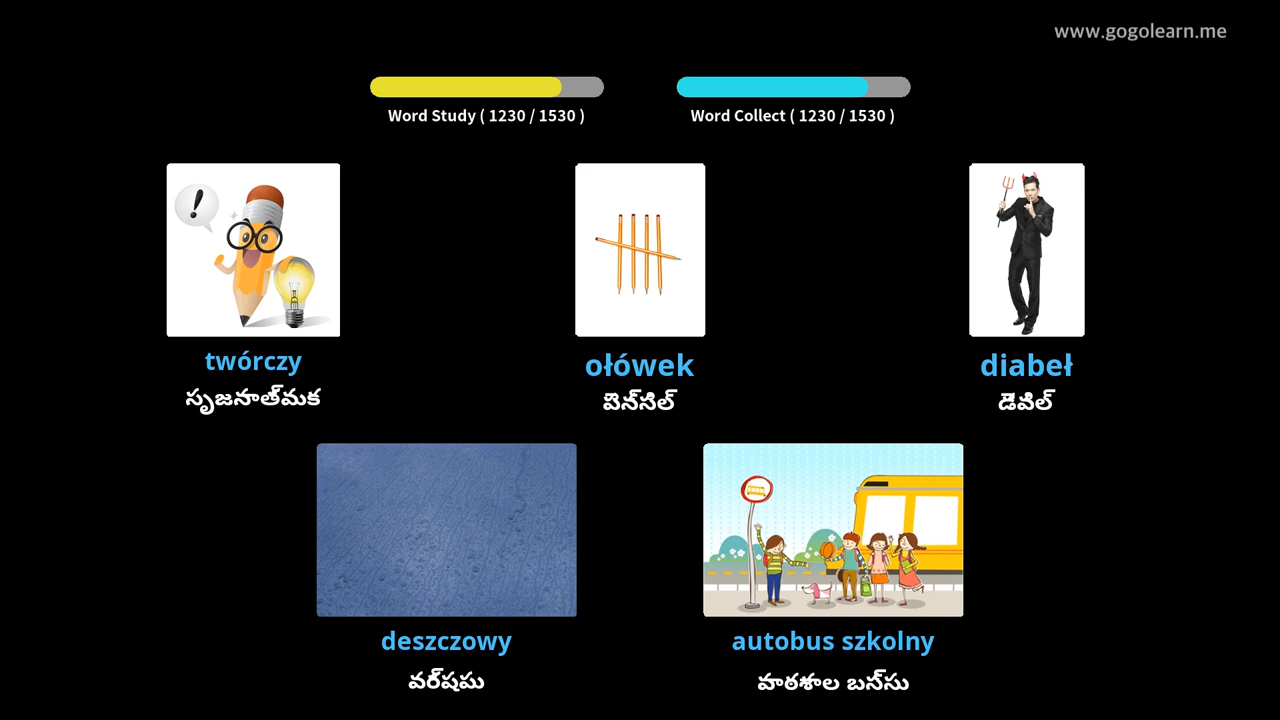 www.gogolearn.me
Word Study ( 1230 / 1530 )
Word Collect ( 1230 / 1530 )
!
twórczy
సృజనాత్మక
ołówek
పెన్సిల్
diabeł
డెవిల్
deszczowy
వర్షపు
autobus szkolny
పాఠశాల బస్సు